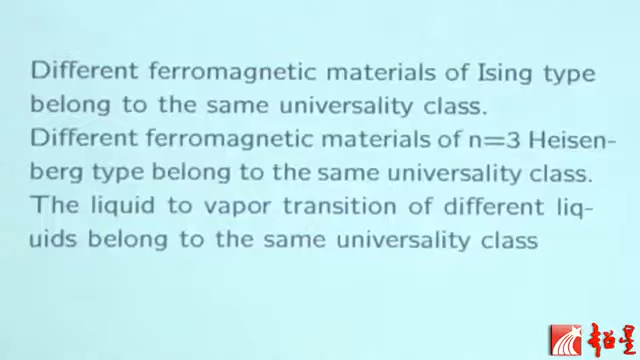 Different ferromagnetic materials of Ising type
belong to the same universality class.
Different ferromagnetic materials of n=3 Heisen-
berg type belong to the same universality class.
The liquid to vapor transition of different liq-
uids belong to the same universality class
超星